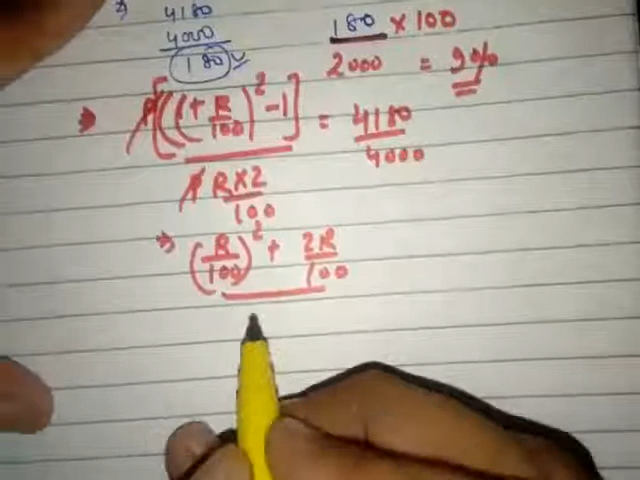 4180
4000
180
180 × 100
2000 = 9%
⇒ P[(1+R/100)² -1] = 4180/4000
P R×2/100
⇒ (R/100)² + 2R/100